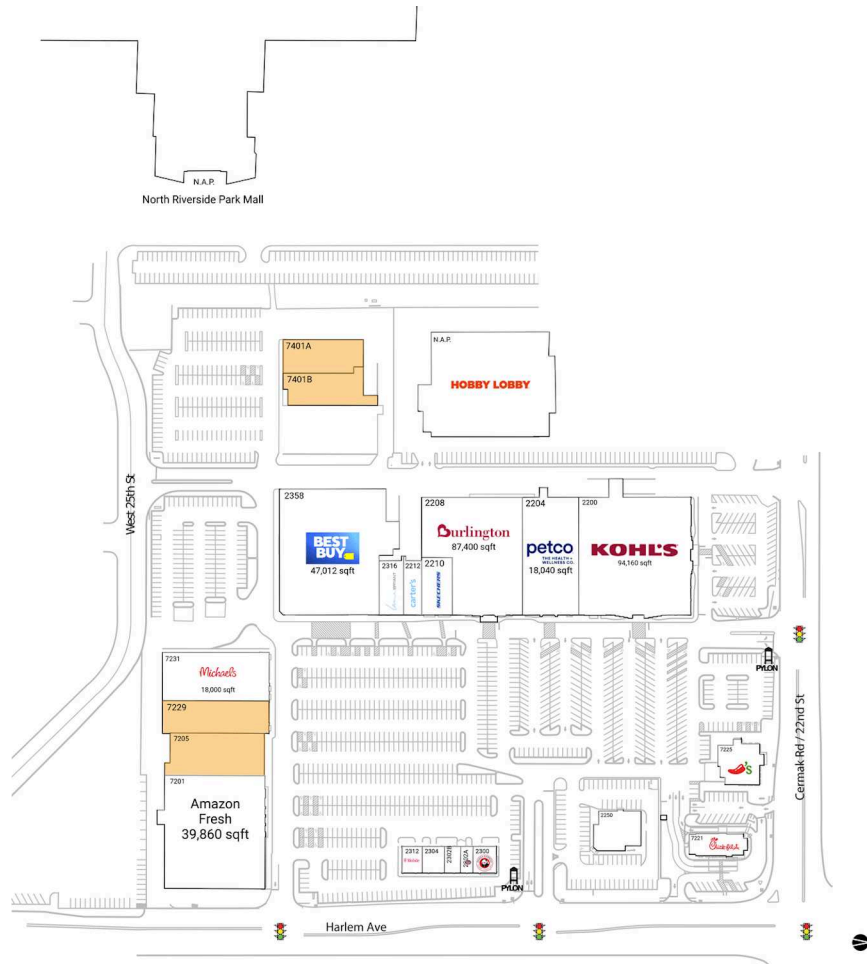 N.A.P.
North Riverside Park Mall
7401A
7401B
N.A.P.
HOBBY LOBBY
West 25th St
2358
BEST
BUY
47,012 sqft
2316
2212
carter's
2210
SKECHERS
2208
Burlington
87,400 sqft
2204
petco
THE HEALTH +
WELLNESS CO.
18,040 sqft
2200
KOHL'S
94,160 sqft
PYLON
7231
Michaels
18,000 sqft
7229
7205
7201
Amazon
Fresh
39,860 sqft
7225
's
Cermak Rd / 22nd St
2250
7221
Chick-fil-A
2312
2304
2302B
2302A
2300
PYLON
Harlem Ave